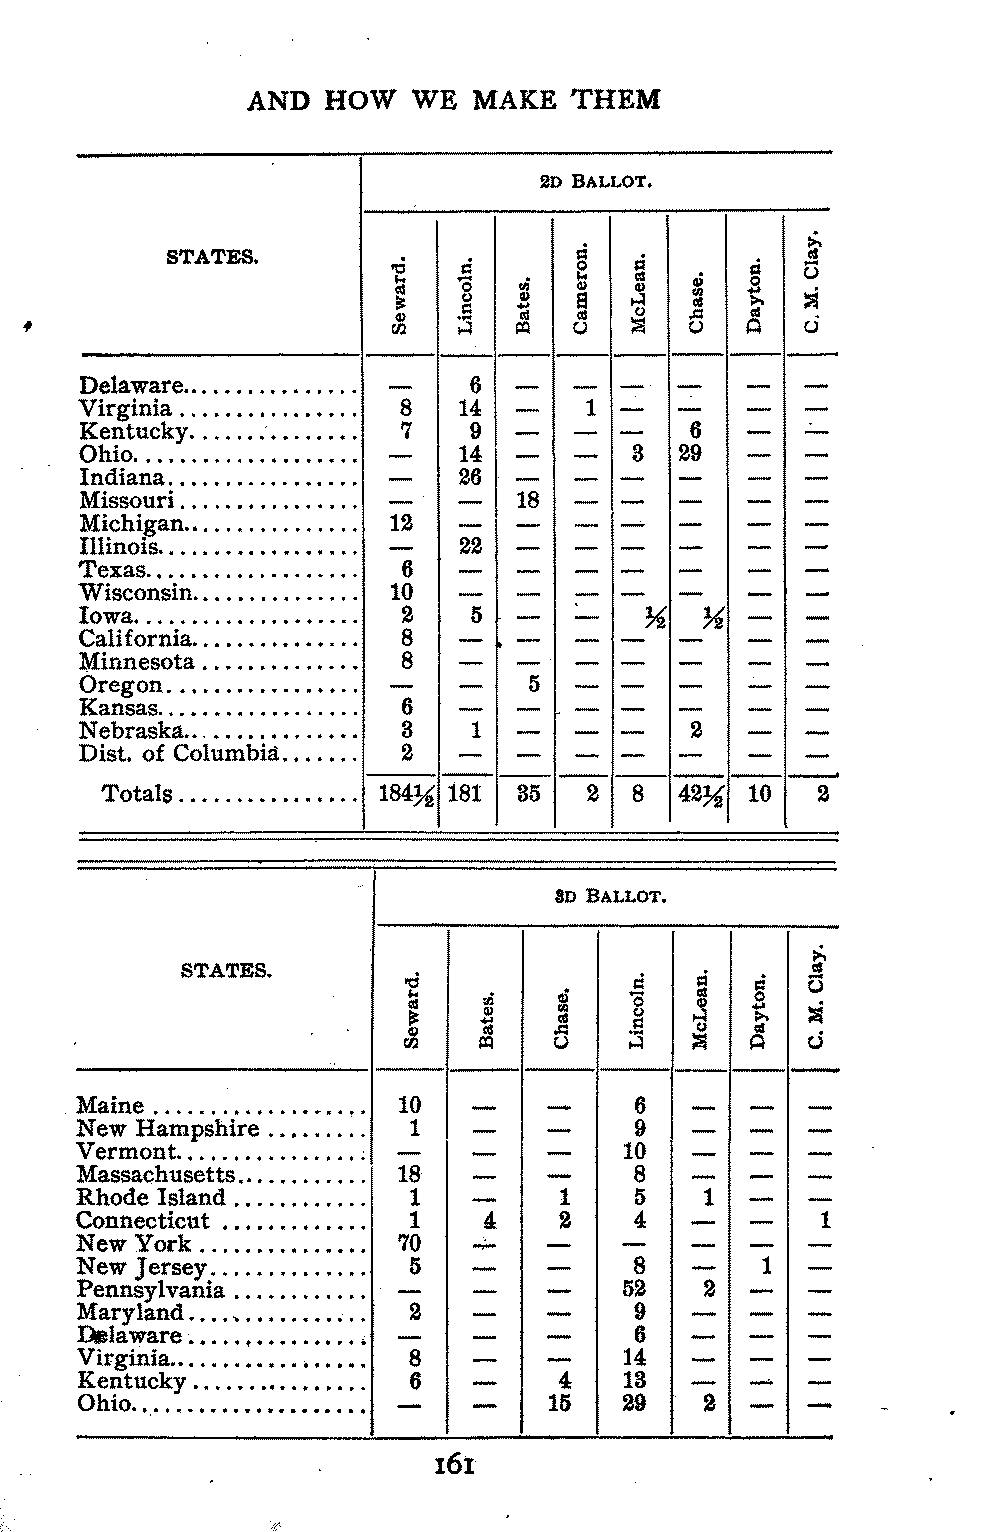 AND HOW WE MAKE THEM
STATES.
2D BALLOT.
Seward. Lincoln. Bates. Cameron. McLean. Chase. Dayton. C. M. Clay.
Delaware................ — 6 — — — — — —
Virginia ................ 8 14 — 1 — — — —
Kentucky............... 7 9 — — — 6 — —
Ohio.................... — 14 — — 3 29 — —
Indiana................. — 26 — — — — — —
Missouri ................ — — 18 — — — — —
Michigan................ 12 — — — — — — —
Illinois.................. — 22 — — — — — —
Texas................... 6 — — — — — — —
Wisconsin............... 10 — — — — — — —
Iowa.................... 2 5 — — ½ ½ — —
California............... 8 — — — — — — —
Minnesota .............. 8 — — — — — — —
Oregon................. — — 5 — — — — —
Kansas.................. 6 — — — — — — —
Nebraska................ 3 1 — — — 2 — —
Dist. of Columbia....... 2 — — — — — — —
Totals................ 184½ 181 35 2 8 42½ 10 2
STATES.
3D BALLOT.
Seward. Bates. Chase. Lincoln. McLean. Dayton. C. M. Clay.
Maine ................... 10 — — 6 — — —
New Hampshire ......... 1 — — 9 — — —
Vermont................. — — — 10 — — —
Massachusetts............ 18 — — 8 — — —
Rhode Island ............ 1 — 1 5 1 — —
Connecticut ............. 1 4 2 4 — — 1
New York ............... 70 — — — — — —
New Jersey.............. 5 — — 8 — 1 —
Pennsylvania ............ — — — 52 2 — —
Maryland................ 2 — — 9 — — —
Delaware ................ — — — 6 — — —
Virginia.................. 8 — — 14 — — —
Kentucky ................ 6 — 4 13 — — —
Ohio..................... — — 15 29 2 — —
161